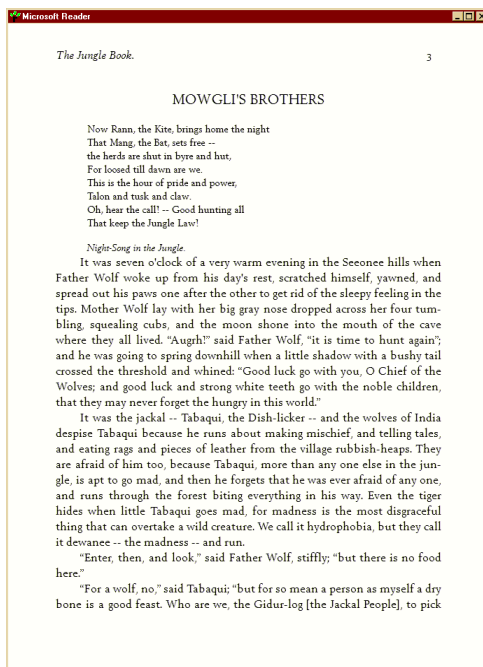 Microsoft Reader
The Jungle Book.
3
MOWGLI'S BROTHERS
Now Rann, the Kite, brings home the night
That Mang, the Bat, sets free --
the herds are shut in byre and hut,
For loosed till dawn are we.
This is the hour of pride and power,
Talon and tusk and claw.
Oh, hear the call! -- Good hunting all
That keep the Jungle Law!
Night-Song in the Jungle.
It was seven o'clock of a very warm evening in the Seeonee hills when
Father Wolf woke up from his day's rest, scratched himself, yawned, and
spread out his paws one after the other to get rid of the sleepy feeling in the
tips. Mother Wolf lay with her big gray nose dropped across her four tum-
bling, squealing cubs, and the moon shone into the mouth of the cave
where they all lived. “Augrh!” said Father Wolf, “it is time to hunt again”;
and he was going to spring downhill when a little shadow with a bushy tail
crossed the threshold and whined: “Good luck go with you, O Chief of the
Wolves; and good luck and strong white teeth go with the noble children,
that they may never forget the hungry in this world.”
It was the jackal -- Tabaqui, the Dish-licker -- and the wolves of India
despise Tabaqui because he runs about making mischief, and telling tales,
and eating rags and pieces of leather from the village rubbish-heaps. They
are afraid of him too, because Tabaqui, more than any one else in the jun-
gle, is apt to go mad, and then he forgets that he was ever afraid of any one,
and runs through the forest biting everything in his way. Even the tiger
hides when little Tabaqui goes mad, for madness is the most disgraceful
thing that can overtake a wild creature. We call it hydrophobia, but they call
it dewanee -- the madness -- and run.
“Enter, then, and look,” said Father Wolf, stiffly; “but there is no food
here.”
“For a wolf, no,” said Tabaqui; “but for so mean a person as myself a dry
bone is a good feast. Who are we, the Gidur-log [the Jackal People], to pick